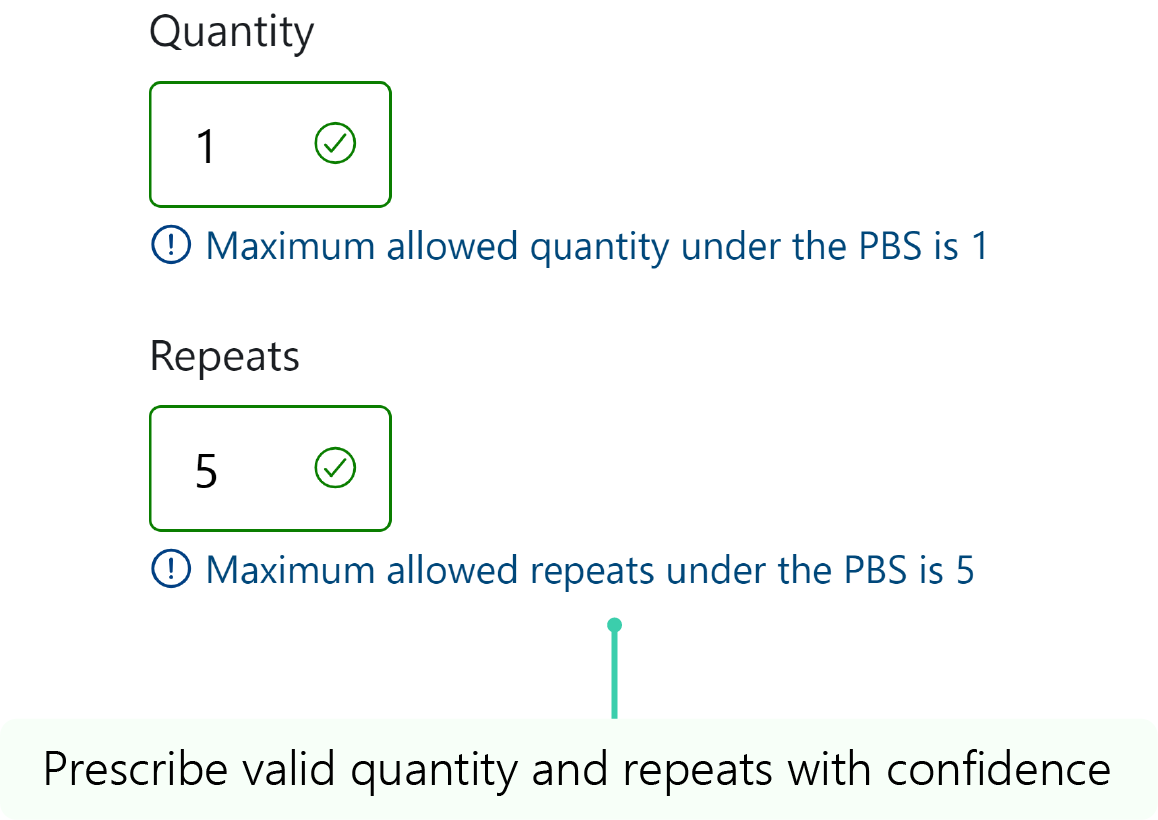 Quantity
1
Maximum allowed quantity under the PBS is 1
Repeats
5
Maximum allowed repeats under the PBS is 5
Prescribe valid quantity and repeats with confidence